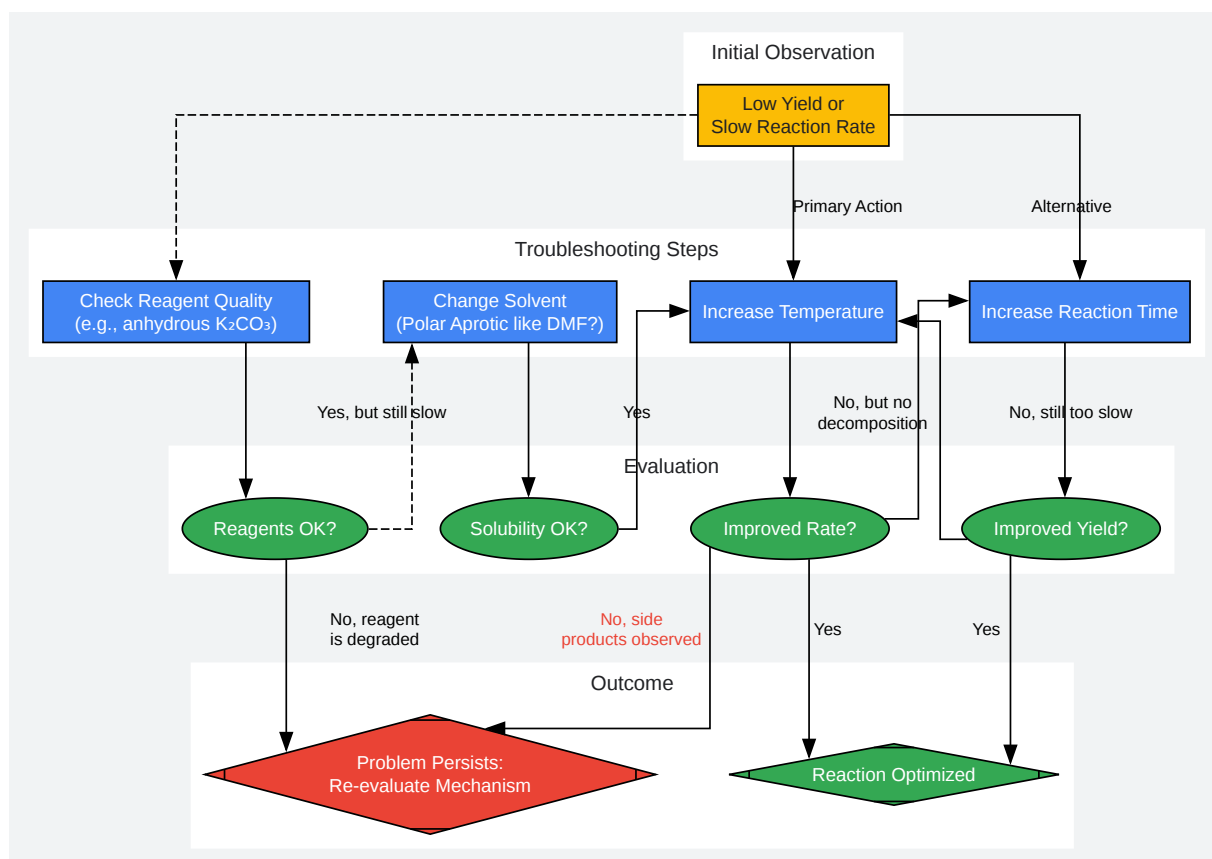 Initial Observation
Low Yield or
Slow Reaction Rate
Primary Action
Alternative
Troubleshooting Steps
Check Reagent Quality
(e.g., anhydrous K₂CO₃)
Change Solvent
(Polar Aprotic like DMF?)
Increase Temperature
Increase Reaction Time
Yes, but still slow
Yes
No, but no
decomposition
No, still too slow
Evaluation
Reagents OK?
Solubility OK?
Improved Rate?
Improved Yield?
No, reagent
is degraded
No, side
products observed
Yes
Yes
Outcome
Problem Persists:
Re-evaluate Mechanism
Reaction Optimized